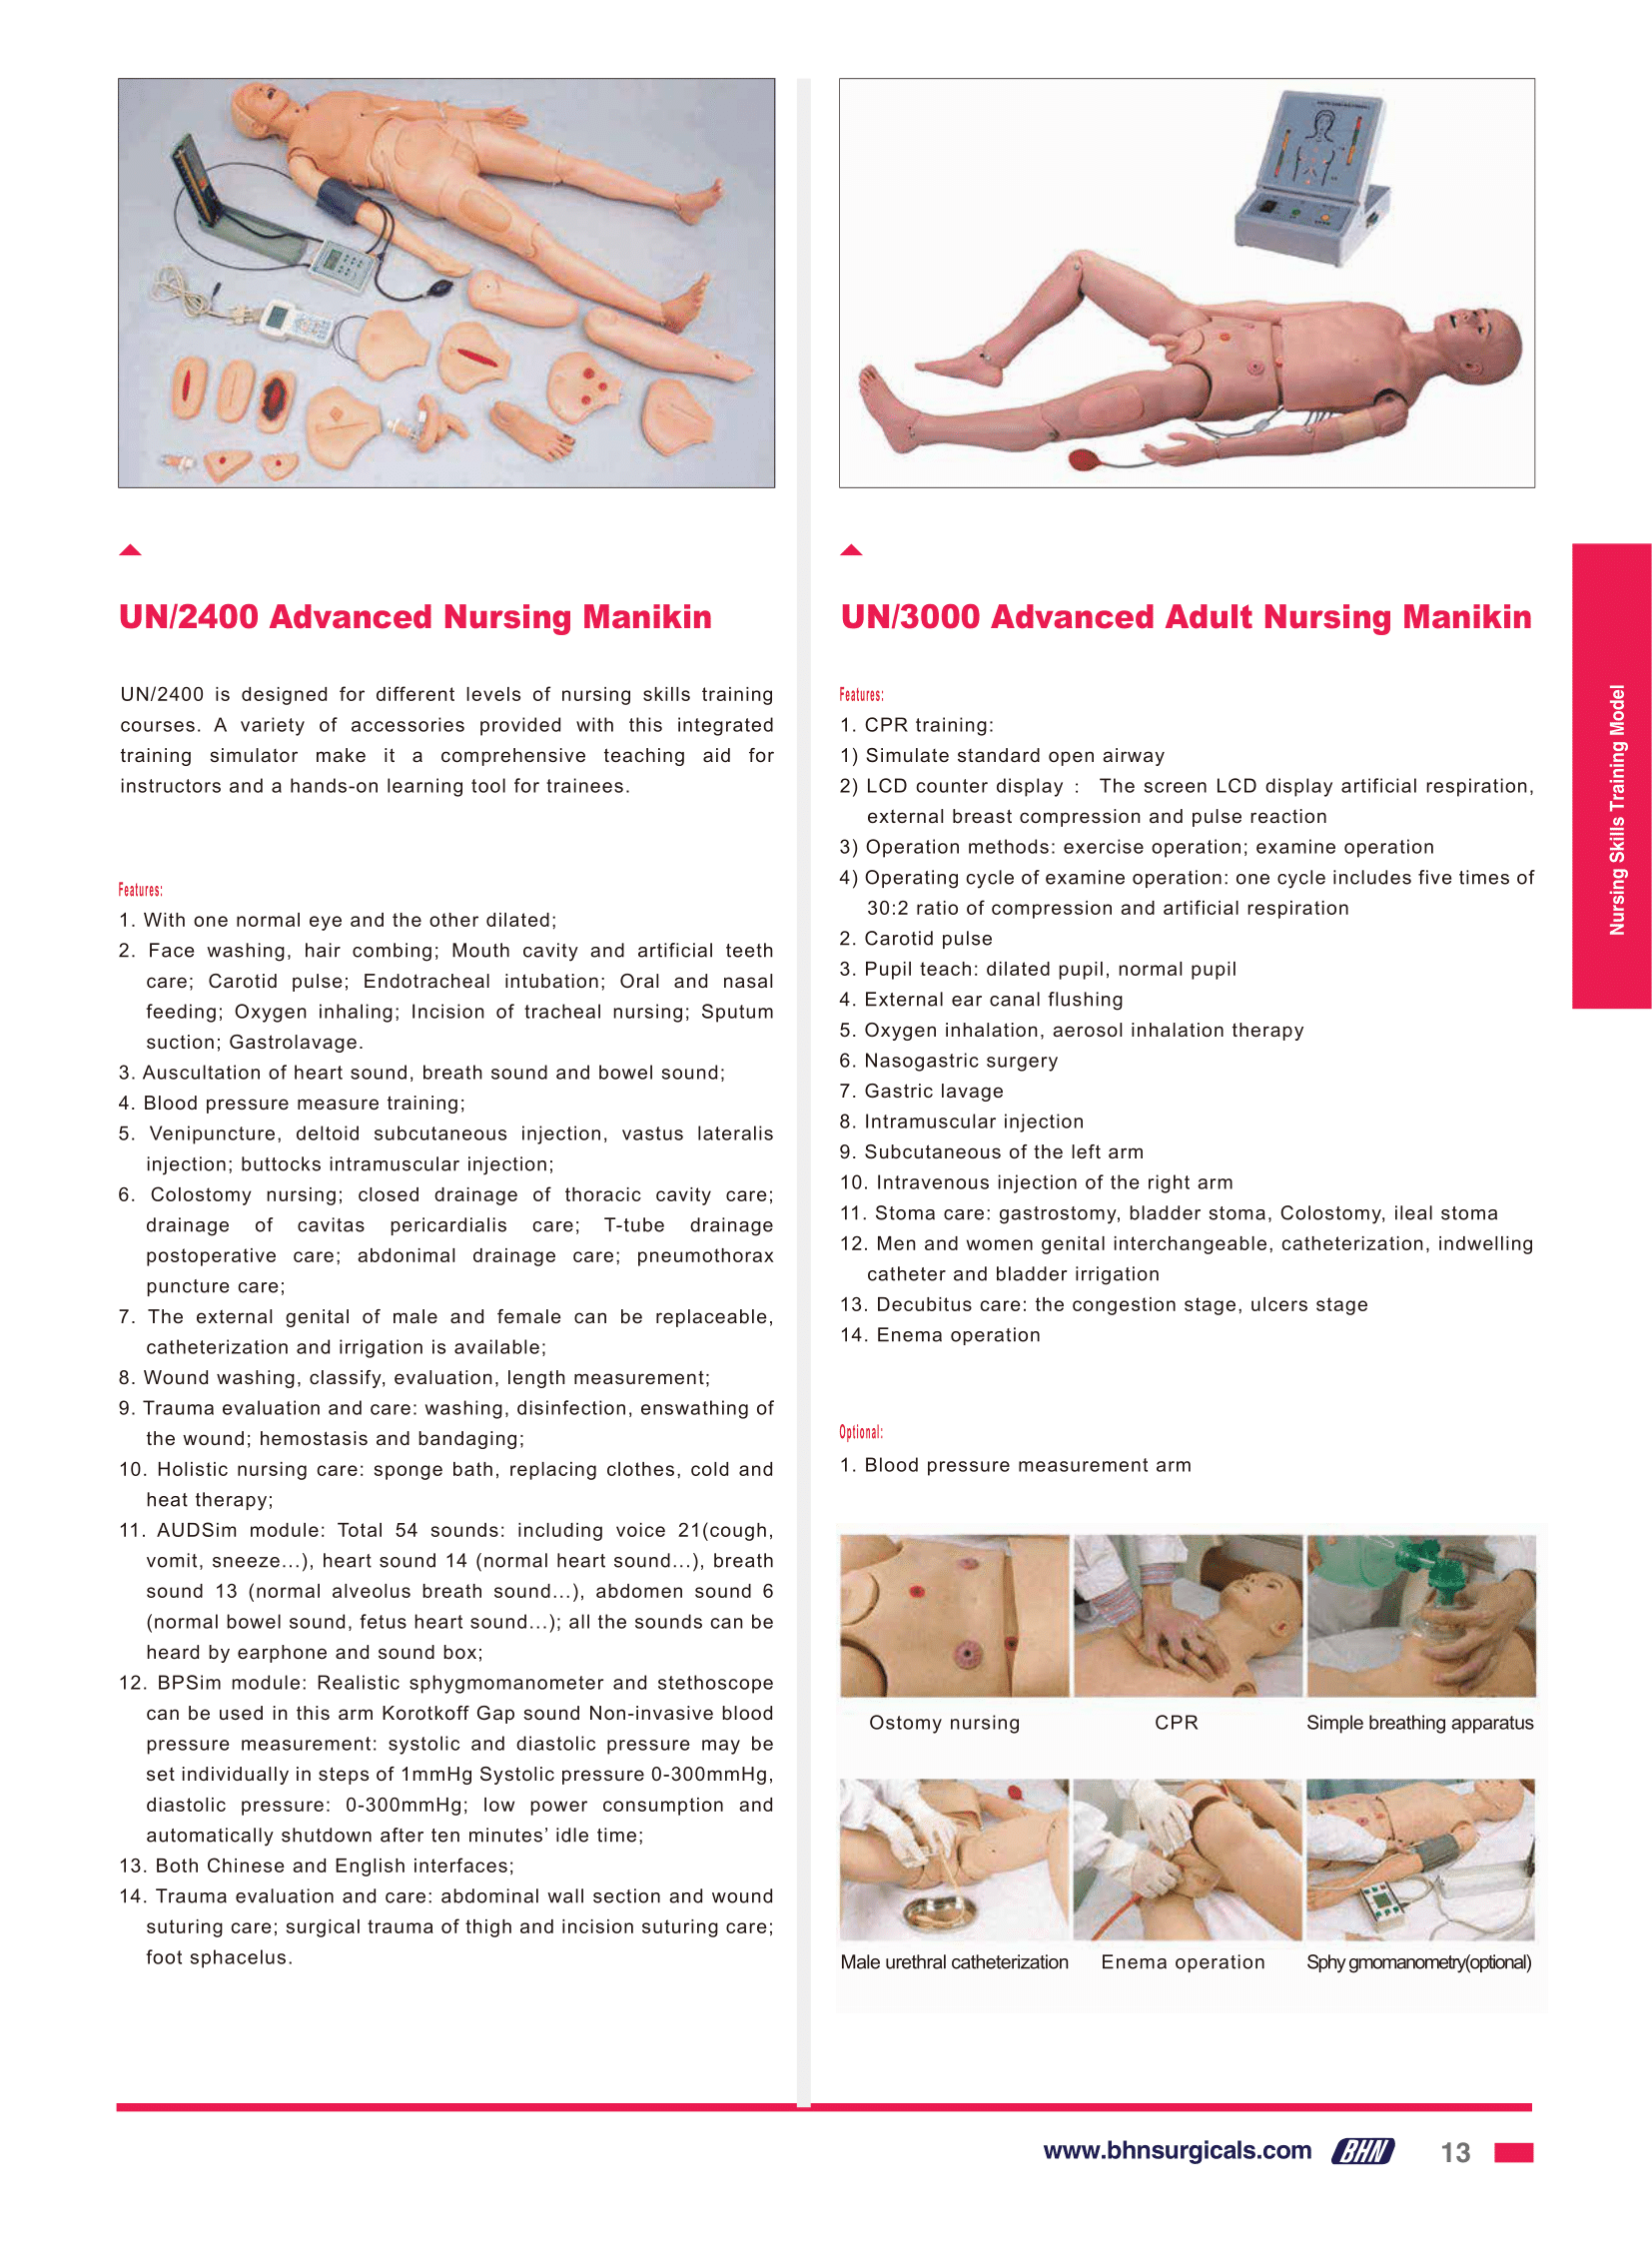 UN/2400 Advanced Nursing Manikin
UN/2400 is designed for different levels of nursing skills training
courses. A variety of accessories provided with this integrated
training simulator make it a comprehensive teaching aid for
instructors and a hands-on learning tool for trainees.
Features:
1. With one normal eye and the other dilated;
2. Face washing, hair combing; Mouth cavity and artificial teeth
care; Carotid pulse; Endotracheal intubation; Oral and nasal
feeding; Oxygen inhaling; Incision of tracheal nursing; Sputum
suction; Gastrolavage.
3. Auscultation of heart sound, breath sound and bowel sound;
4. Blood pressure measure training;
5. Venipuncture, deltoid subcutaneous injection, vastus lateralis
injection; buttocks intramuscular injection;
6. Colostomy nursing; closed drainage of thoracic cavity care;
drainage of cavitas pericardialis care; T-tube drainage
postoperative care; abdonimal drainage care; pneumothorax
puncture care;
7. The external genital of male and female can be replaceable,
catheterization and irrigation is available;
8. Wound washing, classify, evaluation, length measurement;
9. Trauma evaluation and care: washing, disinfection, enswathing of
the wound; hemostasis and bandaging;
10. Holistic nursing care: sponge bath, replacing clothes, cold and
heat therapy;
11. AUDSim module: Total 54 sounds: including voice 21(cough,
vomit, sneeze...), heart sound 14 (normal heart sound...), breath
sound 13 (normal alveolus breath sound...), abdomen sound 6
(normal bowel sound, fetus heart sound...); all the sounds can be
heard by earphone and sound box;
12. BPSim module: Realistic sphygmomanometer and stethoscope
can be used in this arm Korotkoff Gap sound Non-invasive blood
pressure measurement: systolic and diastolic pressure may be
set individually in steps of 1mmHg Systolic pressure 0-300mmHg,
diastolic pressure: 0-300mmHg; low power consumption and
automatically shutdown after ten minutes’ idle time;
13. Both Chinese and English interfaces;
14. Trauma evaluation and care: abdominal wall section and wound
suturing care; surgical trauma of thigh and incision suturing care;
foot sphacelus.
UN/3000 Advanced Adult Nursing Manikin
Features:
1. CPR training:
1) Simulate standard open airway
2) LCD counter display： The screen LCD display artificial respiration,
external breast compression and pulse reaction
3) Operation methods: exercise operation; examine operation
4) Operating cycle of examine operation: one cycle includes five times of
30:2 ratio of compression and artificial respiration
2. Carotid pulse
3. Pupil teach: dilated pupil, normal pupil
4. External ear canal flushing
5. Oxygen inhalation, aerosol inhalation therapy
6. Nasogastric surgery
7. Gastric lavage
8. Intramuscular injection
9. Subcutaneous of the left arm
10. Intravenous injection of the right arm
11. Stoma care: gastrostomy, bladder stoma, Colostomy, ileal stoma
12. Men and women genital interchangeable, catheterization, indwelling
catheter and bladder irrigation
13. Decubitus care: the congestion stage, ulcers stage
14. Enema operation
Optional:
1. Blood pressure measurement arm
Ostomy nursing
CPR
Simple breathing apparatus
Male urethral catheterization
Enema operation
Sphy gmomanometry(optional)
Nursing Skills Training Model
www.bhnsurgicals.com BHN 13